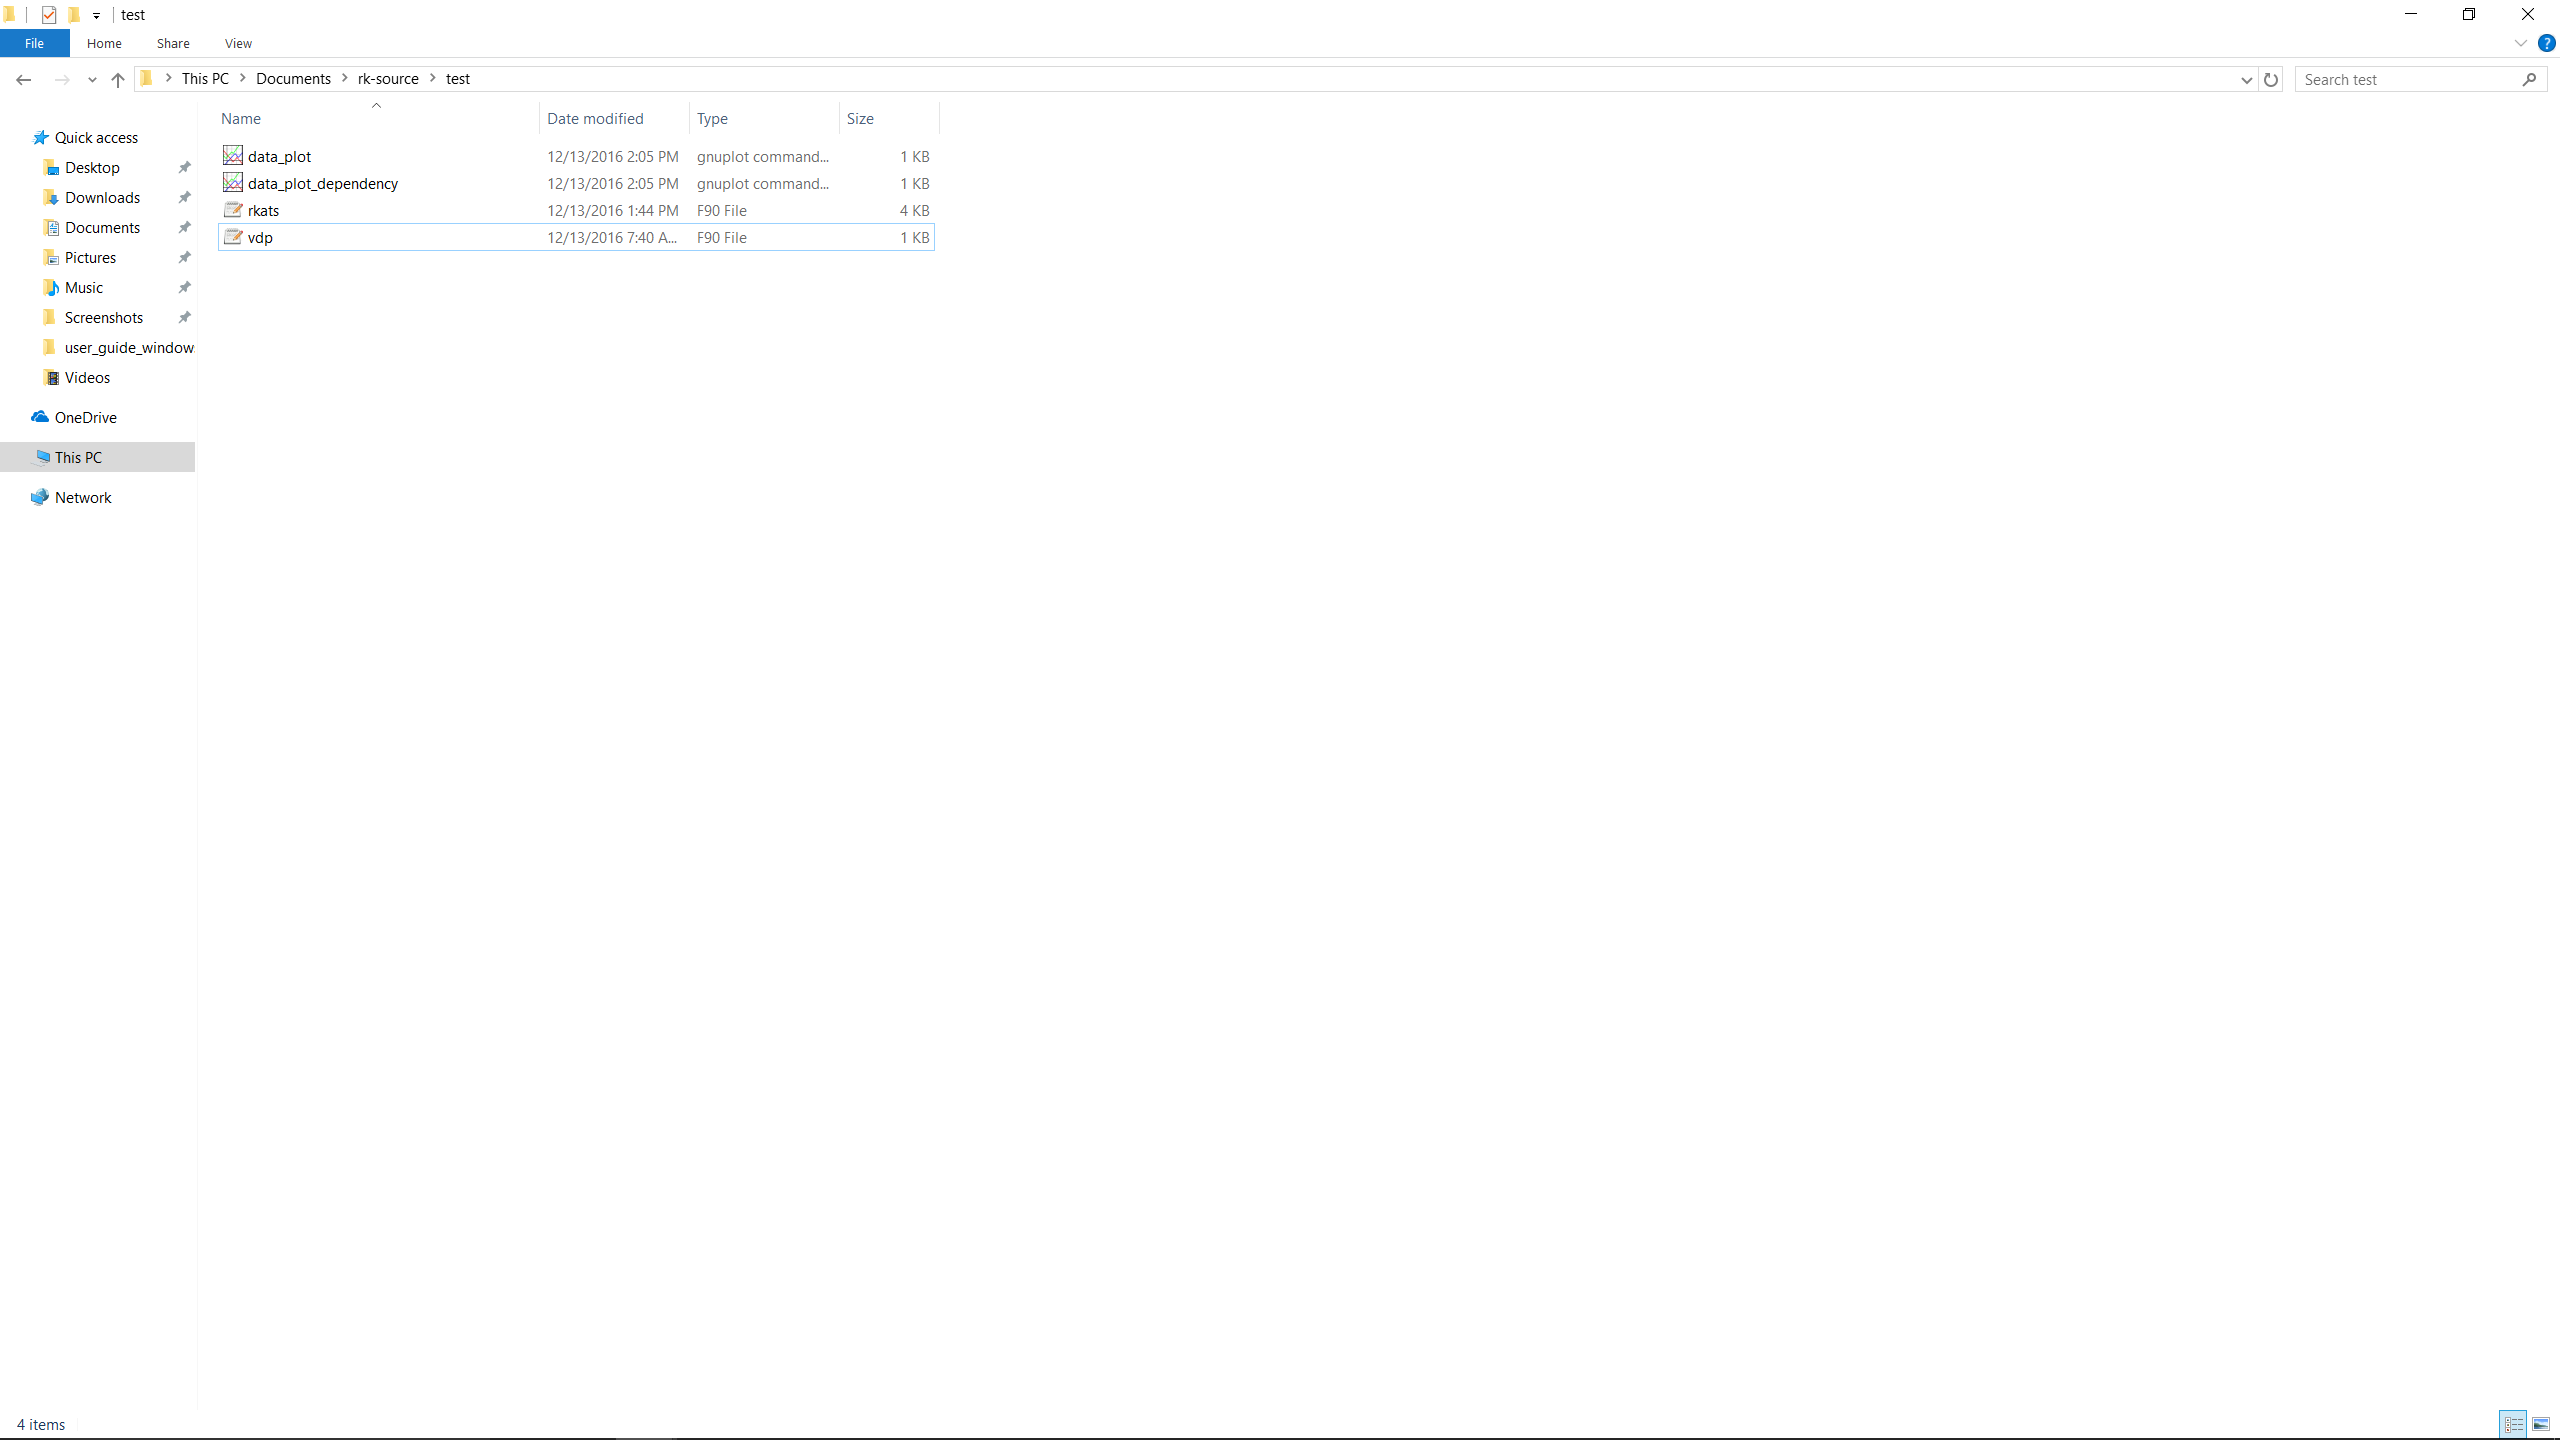 test
File Home Share View
This PC Documents rk-source test
Search test
Name Date modified Type Size
Quick access
Desktop
Downloads
Documents
Pictures
Music
Screenshots
user_guide_window
Videos
OneDrive
This PC
Network
data_plot 12/13/2016 2:05 PM gnuplot command... 1 KB
data_plot_dependency 12/13/2016 2:05 PM gnuplot command... 1 KB
rkats 12/13/2016 1:44 PM F90 File 4 KB
vdp 12/13/2016 7:40 A... F90 File 1 KB
4 items